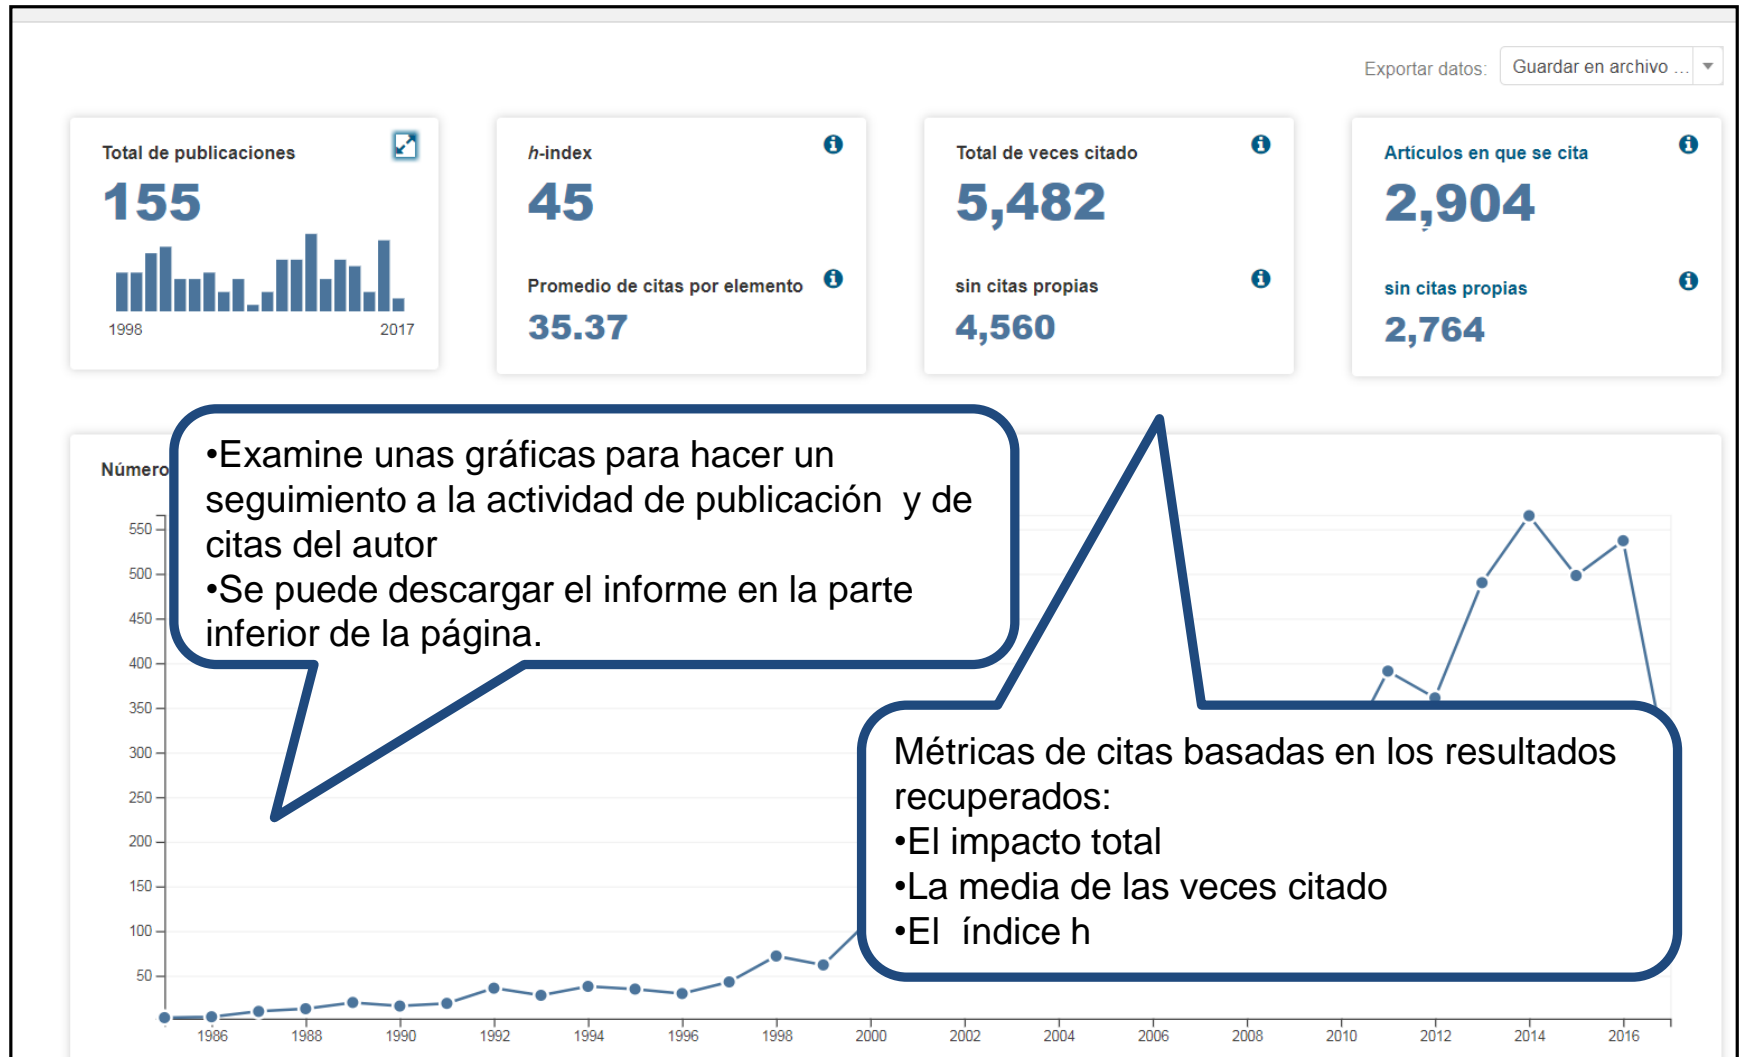 Exportar datos: Guardar en archivo ...
Total de publicaciones
155
1998 2017
h-index
45
Promedio de citas por elemento
35.37
Total de veces citado
5,482
sin citas propias
4,560
Artículos en que se cita
2,904
sin citas propias
2,764
Número
•Examine unas gráficas para hacer un
seguimiento a la actividad de publicación y de
citas del autor
•Se puede descargar el informe en la parte
inferior de la página.
Métricas de citas basadas en los resultados
recuperados:
•El impacto total
•La media de las veces citado
•El índice h
550
500
450
400
350
300
250
200
150
100
50
1986 1988 1990 1992 1994 1996 1998 2000 2002 2004 2006 2008 2010 2012 2014 2016